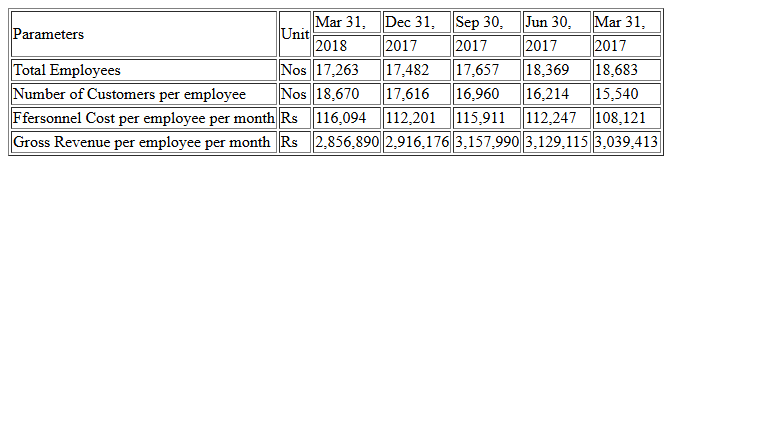 Parameters Unit Mar 31, Dec 31, Sep 30, Jun 30, Mar 31,
2018 2017 2017 2017 2017
Total Employees Nos 17,263 17,482 17,657 18,369 18,683
Number of Customers per employee Nos 18,670 17,616 16,960 16,214 15,540
Ffersonnel Cost per employee per month Rs 116,094 112,201 115,911 112,247 108,121
Gross Revenue per employee per month Rs 2,856,890 2,916,176 3,157,990 3,129,115 3,039,413